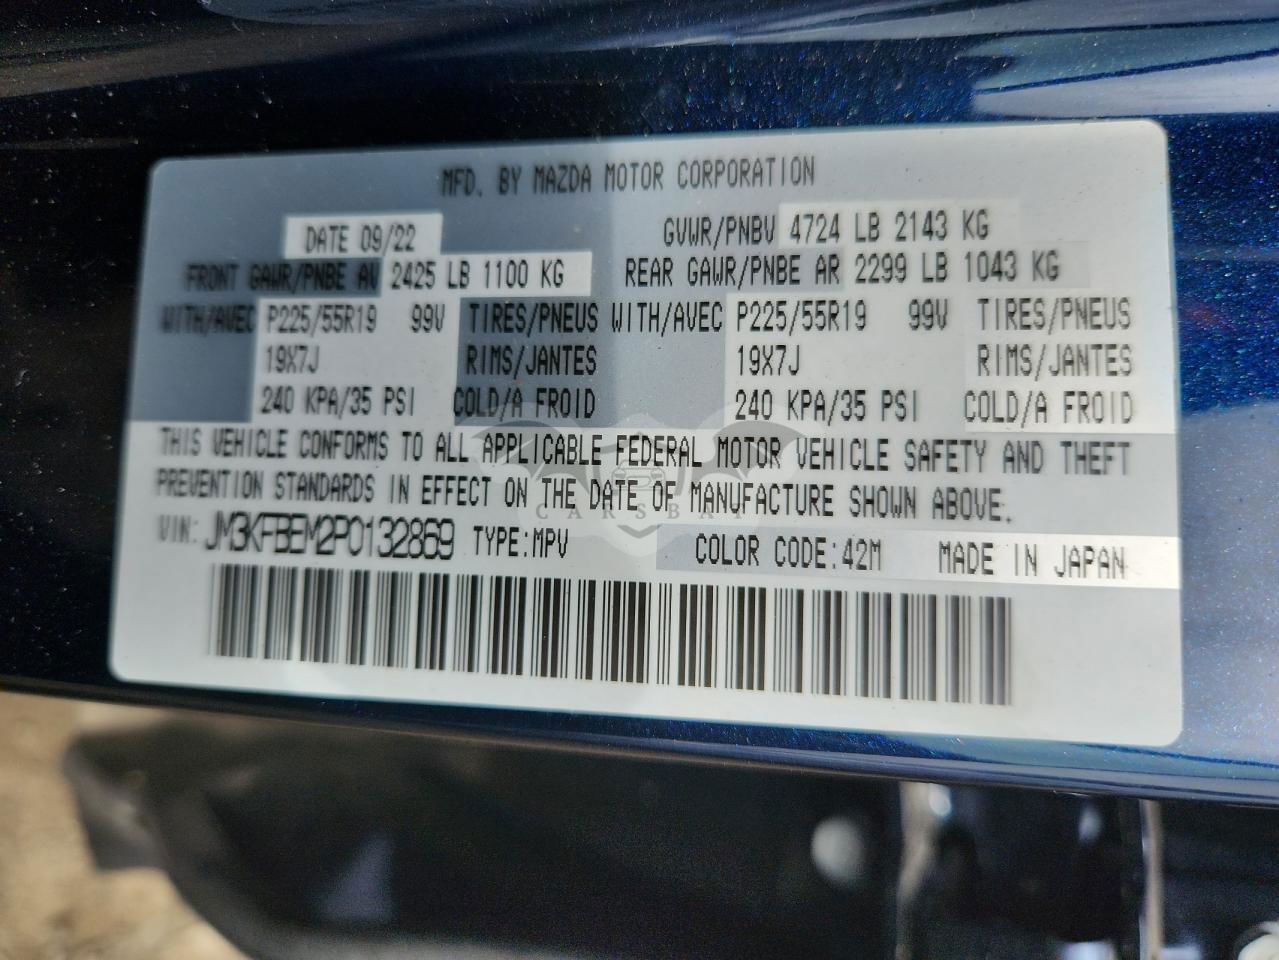 MFD. BY MAZDA MOTOR CORPORATION
DATE 09/22 GVWR/PNBV 4724 LB 2143 KG
FRONT GAWR/PNBE AV 2425 LB 1100 KG REAR GAWR/PNBE AR 2299 LB 1043 KG
WITH/AVEC P225/55R19 99V TIRES/PNEUS WITH/AVEC P225/55R19 99V TIRES/PNEUS
19X7J RIMS/JANTES 19X7J RIMS/JANTES
240 KPA/35 PSI COLD/A FROID 240 KPA/35 PSI COLD/A FROID
THIS VEHICLE CONFORMS TO ALL APPLICABLE FEDERAL MOTOR VEHICLE SAFETY AND THEFT
PREVENTION STANDARDS IN EFFECT ON THE DATE OF MANUFACTURE SHOWN ABOVE.
CARSBAT
VIN: JM3KFBEM2P0132869 TYPE:MPV COLOR CODE:42M MADE IN JAPAN